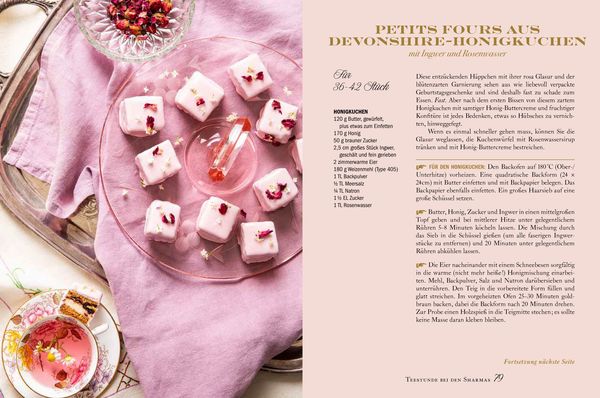 PETITS FOURS AUS
DEVONSHIRE-HONIGKUCHEN
mit Ingwer und Rosenwasser
Für
36-42 Stück
HONIGKUCHEN
120 g Butter, gewürfelt,
plus etwas zum Einfetten
170 g Honig
50 g brauner Zucker
2,5 cm großes Stück Ingwer,
geschält und fein gerieben
2 zimmerwarme Eier
180 g Weizenmehl (Type 405)
1 TL Backpulver
½ TL Meersalz
¼ TL Natron
1½ EL Zucker
1 TL Rosenwasser
Diese entzückenden Häppchen mit ihrer rosa Glasur und der
blütenzarten Garnierung sehen aus wie liebevoll verpackte
Geburtstagsgeschenke und sind deshalb fast zu schade zum
Essen. Fast. Aber nach dem ersten Bissen von diesem zarten
Honigkuchen mit samtiger Honig-Buttercreme und fruchtiger
Konfitüre ist jedes Bedenken, etwas so Hübsches zu vernich-
ten, hinweggefegt.
Wenn es einmal schneller gehen muss, können Sie die
Glasur weglassen, die Kuchenwürfel mit Rosenwassersirup
tränken und mit Honig-Buttercreme bestreichen.
FÜR DEN HONIGKUCHEN: Den Backofen auf 180 °C (Ober-/
Unterhitze) vorheizen. Eine quadratische Backform (24 ×
24 cm) mit Butter einfetten und mit Backpapier belegen. Das
Backpapier ebenfalls einfetten. Ein großes Haarsieb auf eine
große Schüssel setzen.
Butter, Honig, Zucker und Ingwer in einem mittelgroßen
Topf geben und bei mittlerer Hitze unter gelegentlichem
Rühren 5-8 Minuten köcheln lassen. Die Mischung durch
das Sieb in die Schüssel gießen (um alle faserigen Ingwer-
stücke zu entfernen) und 20 Minuten unter gelegentlichem
Rühren abkühlen lassen.
Die Eier nacheinander mit einem Schneebesen sorgfältig
in die warme (nicht mehr heiße!) Honigmischung einarbei-
ten. Mehl, Backpulver, Salz und Natron darübersieben und
unterrühren. Den Teig in die vorbereitete Form füllen und
glatt streichen. Im vorgeheizten Ofen 25-30 Minuten gold-
braun backen, dabei die Backform nach 20 Minuten drehen.
Zur Probe einen Holzspieß in die Teigmitte stechen; es sollte
keine Masse daran kleben bleiben.
Fortsetzung nächste Seite
TEESTUNDE BEI DEN SHARMAS 79